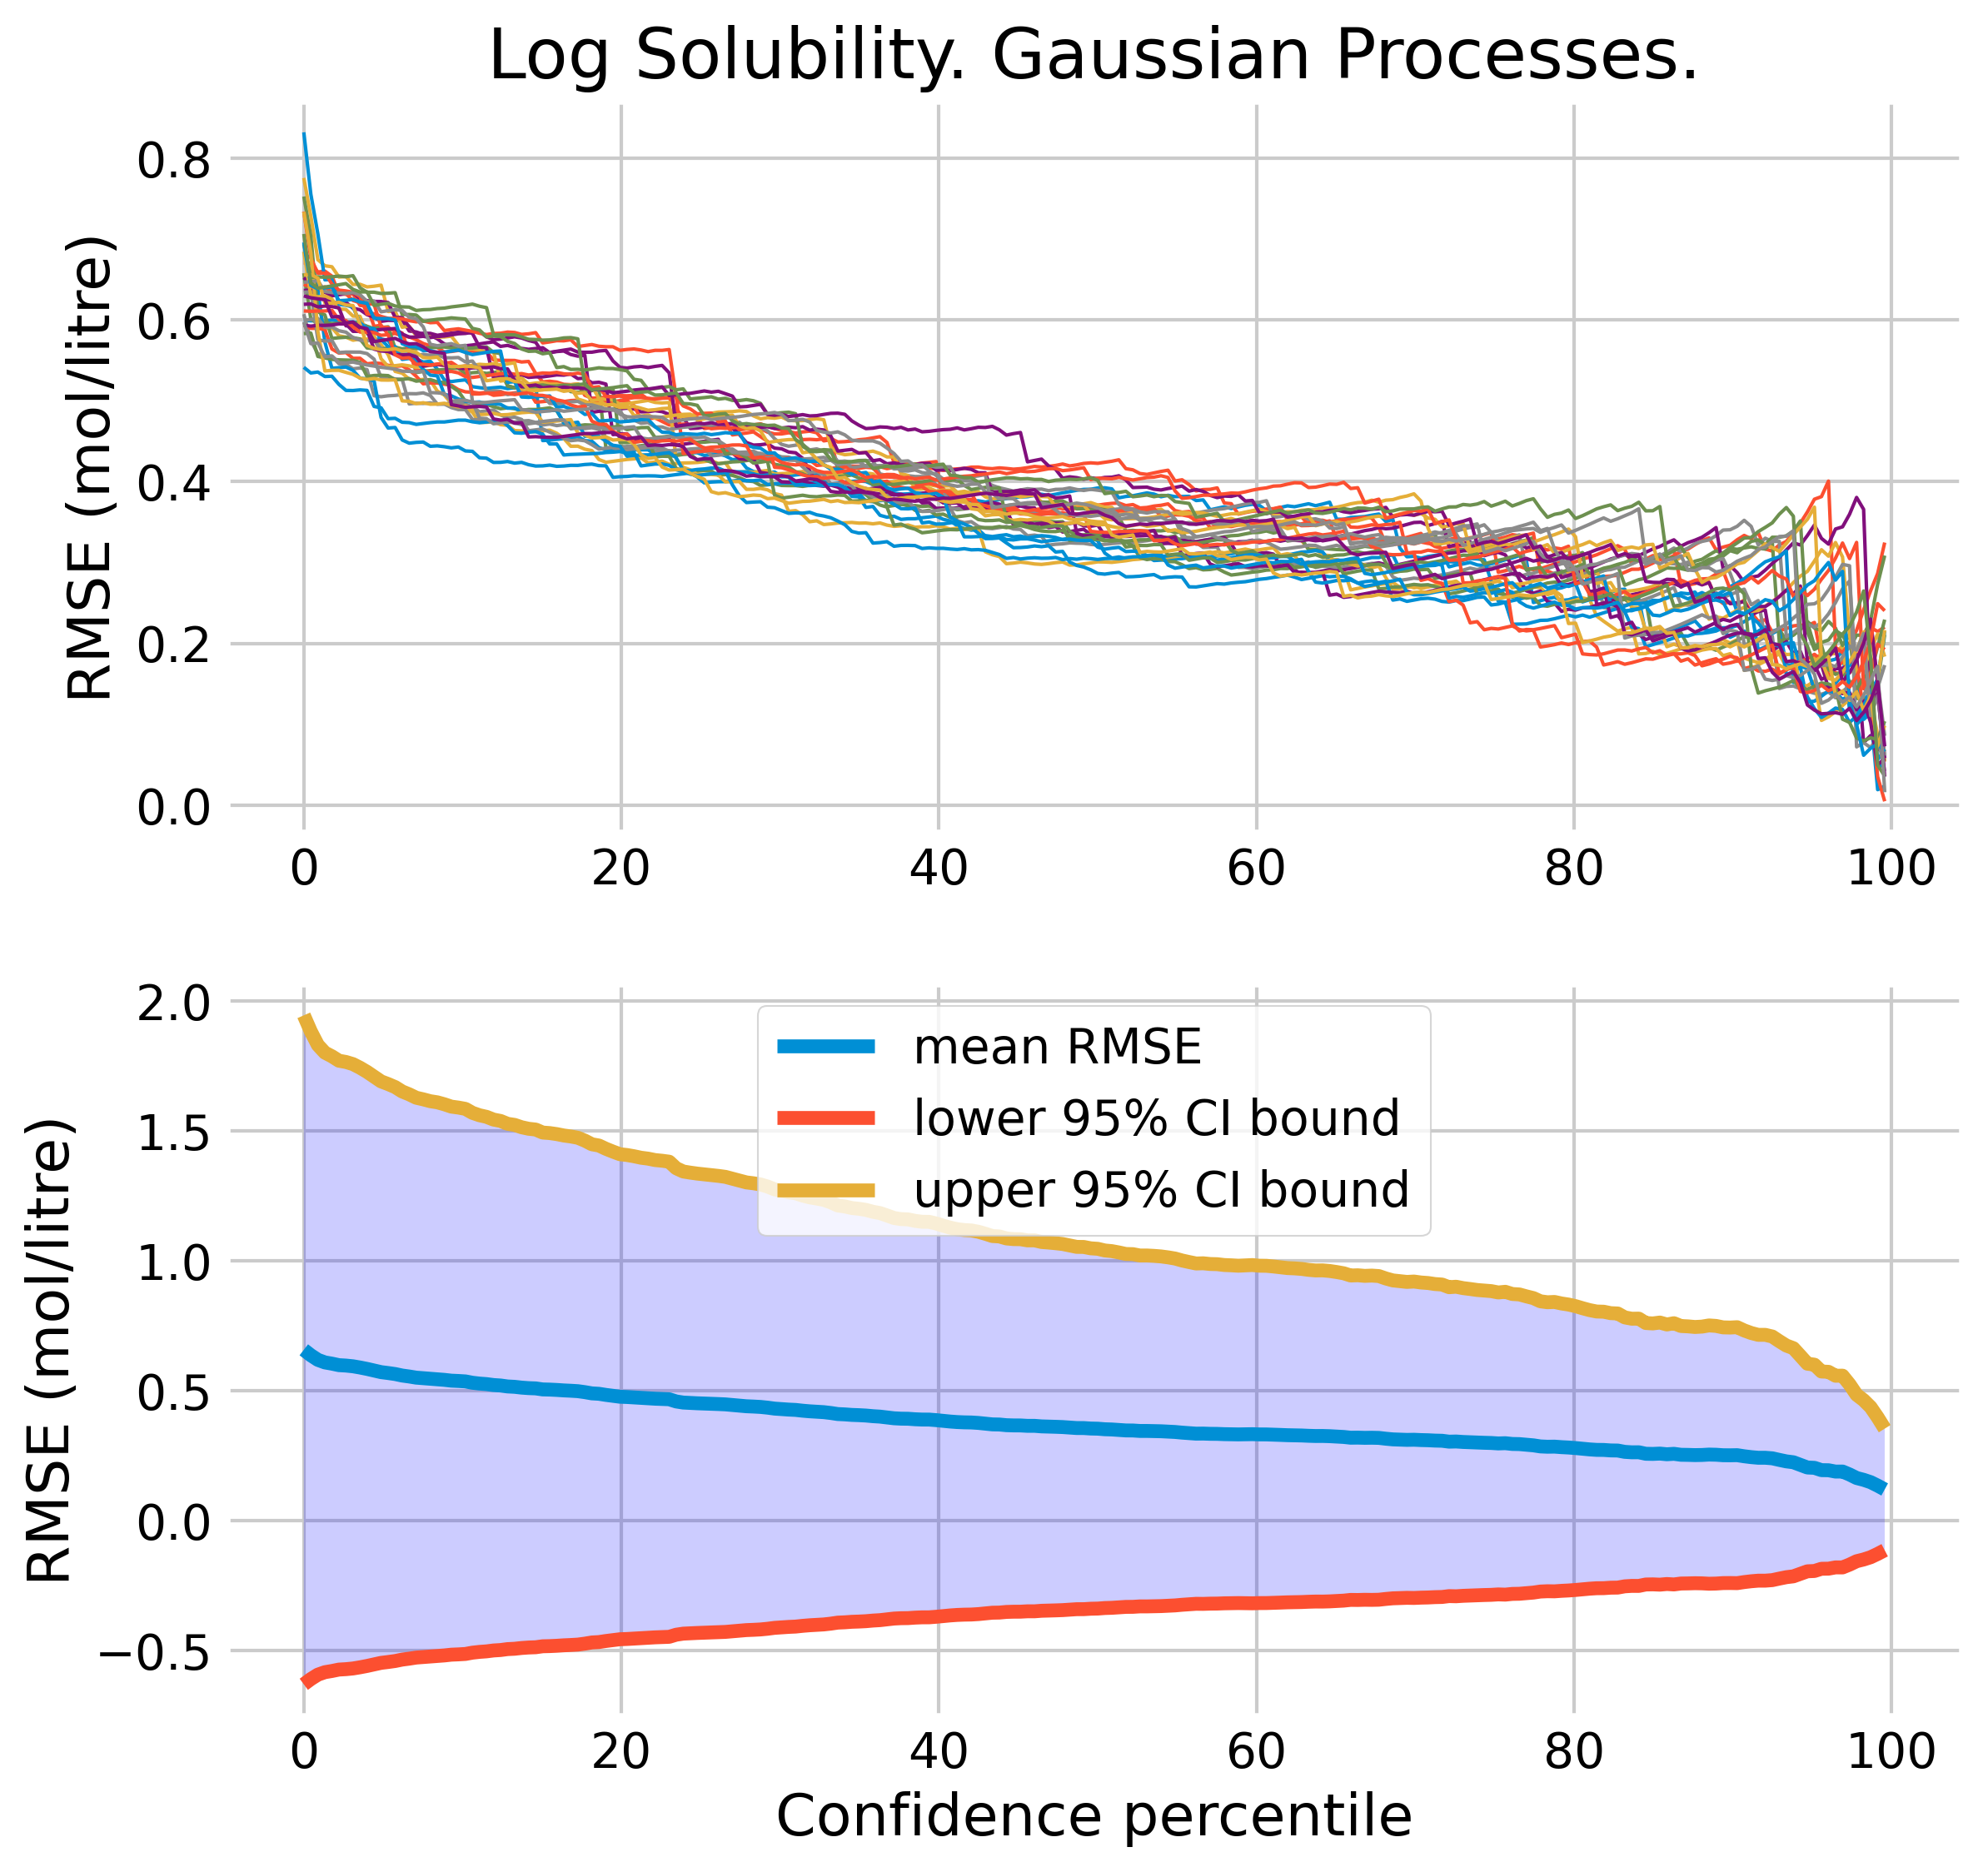 Log Solubility. Gaussian Processes.
RMSE (mol/litre)
0.8
0.6
0.4
0.2
0.0
0 20 40 60 80 100
RMSE (mol/litre)
2.0
1.5
1.0
0.5
0.0
−0.5
mean RMSE
lower 95% CI bound
upper 95% CI bound
0 20 40 60 80 100
Confidence percentile